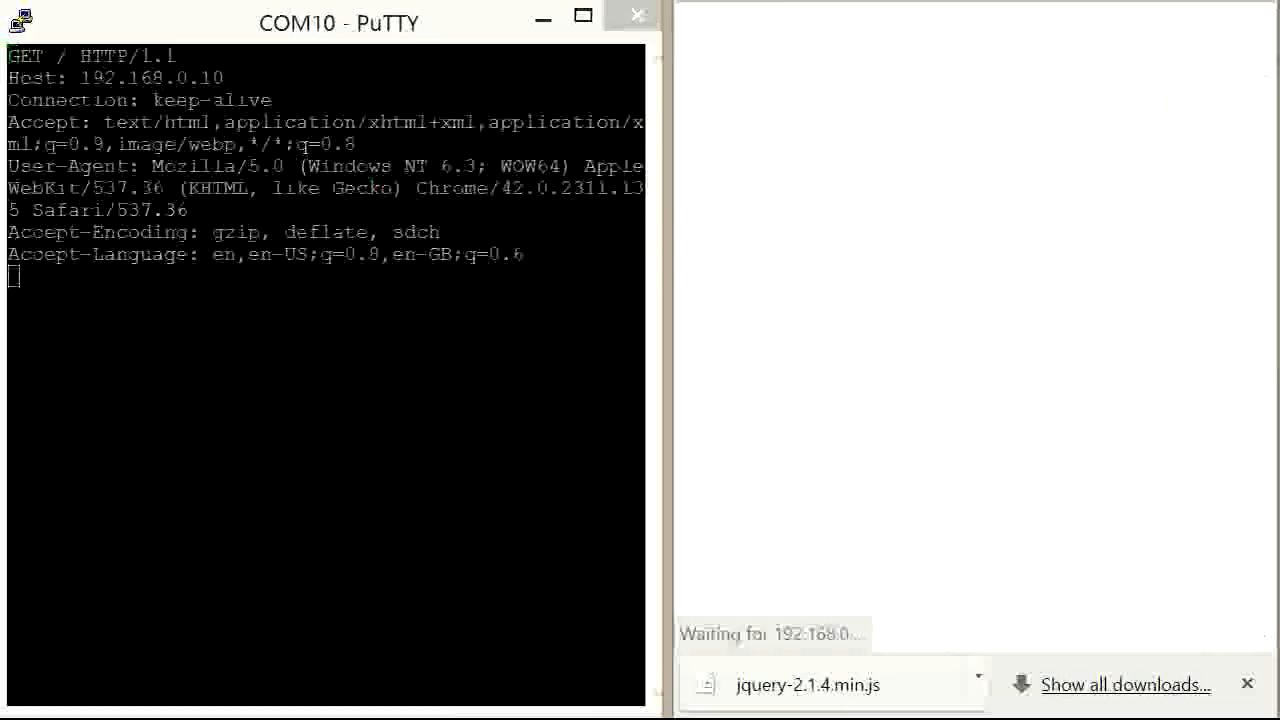 COM10 - PuTTY
GET / HTTP/1.1
Host: 192.168.0.10
Connection: keep-alive
Accept: text/html,application/xhtml+xml,application/x
ml;q=0.9,image/webp,*/*;q=0.8
User-Agent: Mozilla/5.0 (Windows NT 6.3; WOW64) Apple
WebKit/537.36 (KHTML, like Gecko) Chrome/42.0.2311.13
5 Safari/537.36
Accept-Encoding: gzip, deflate, sdch
Accept-Language: en,en-US;q=0.8,en-GB;q=0.6
Waiting for 192.168.0....
jquery-2.1.4.min.js
Show all downloads...